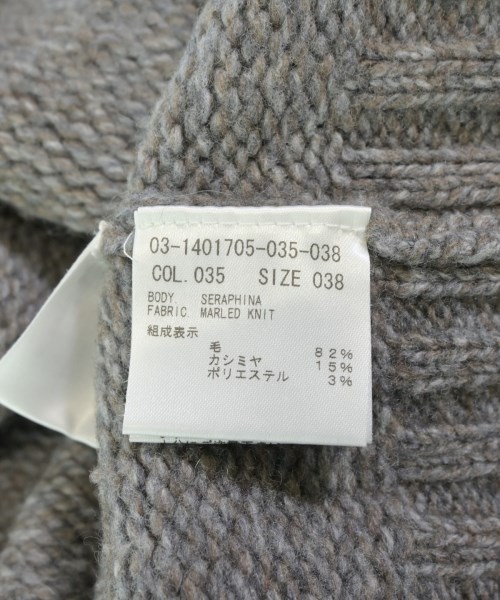 03-1401705-035-038
COL.035 SIZE 038
BODY. SERAPHINA
FABRIC. MARLED KNIT
組成表示
毛 82%
カシミヤ 15%
ポリエステル 3%